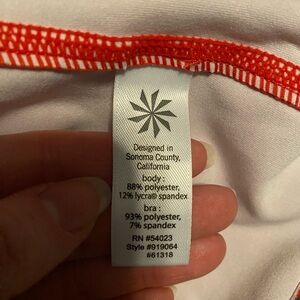 Designed in
Sonoma County,
California
body :
88% polyester,
12% lycra® spandex
bra :
93% polyester,
7% spandex
RN #54023
Style #919064
#61318